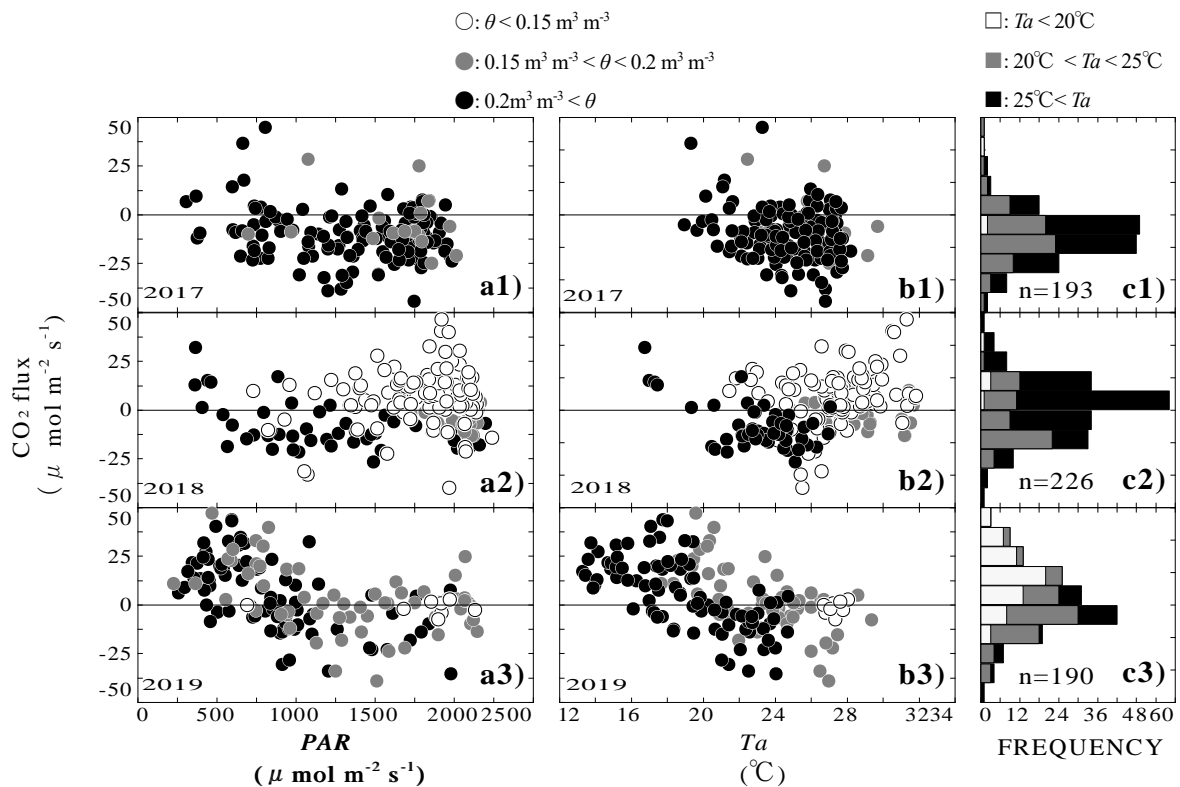 ○: θ < 0.15 m³ m⁻³
●: 0.15 m³ m⁻³ < θ < 0.2 m³ m⁻³
●: 0.2m³ m⁻³ < θ
□: Ta < 20℃
■: 20℃ < Ta < 25℃
■: 25℃ < Ta
CO₂ flux
( μ mol m⁻² s⁻¹)
50
25
0
-25
-50
2017
a1)
2017
b1)
n=193
c1)
50
25
0
-25
-50
2018
a2)
2018
b2)
n=226
c2)
50
25
0
-25
-50
2019
a3)
2019
b3)
n=190
c3)
0 500 1000 1500 2000 2500
12 16 20 24 28 32 34
0 12 24 36 48 60
PAR
( μ mol m⁻² s⁻¹)
Ta
(℃)
FREQUENCY